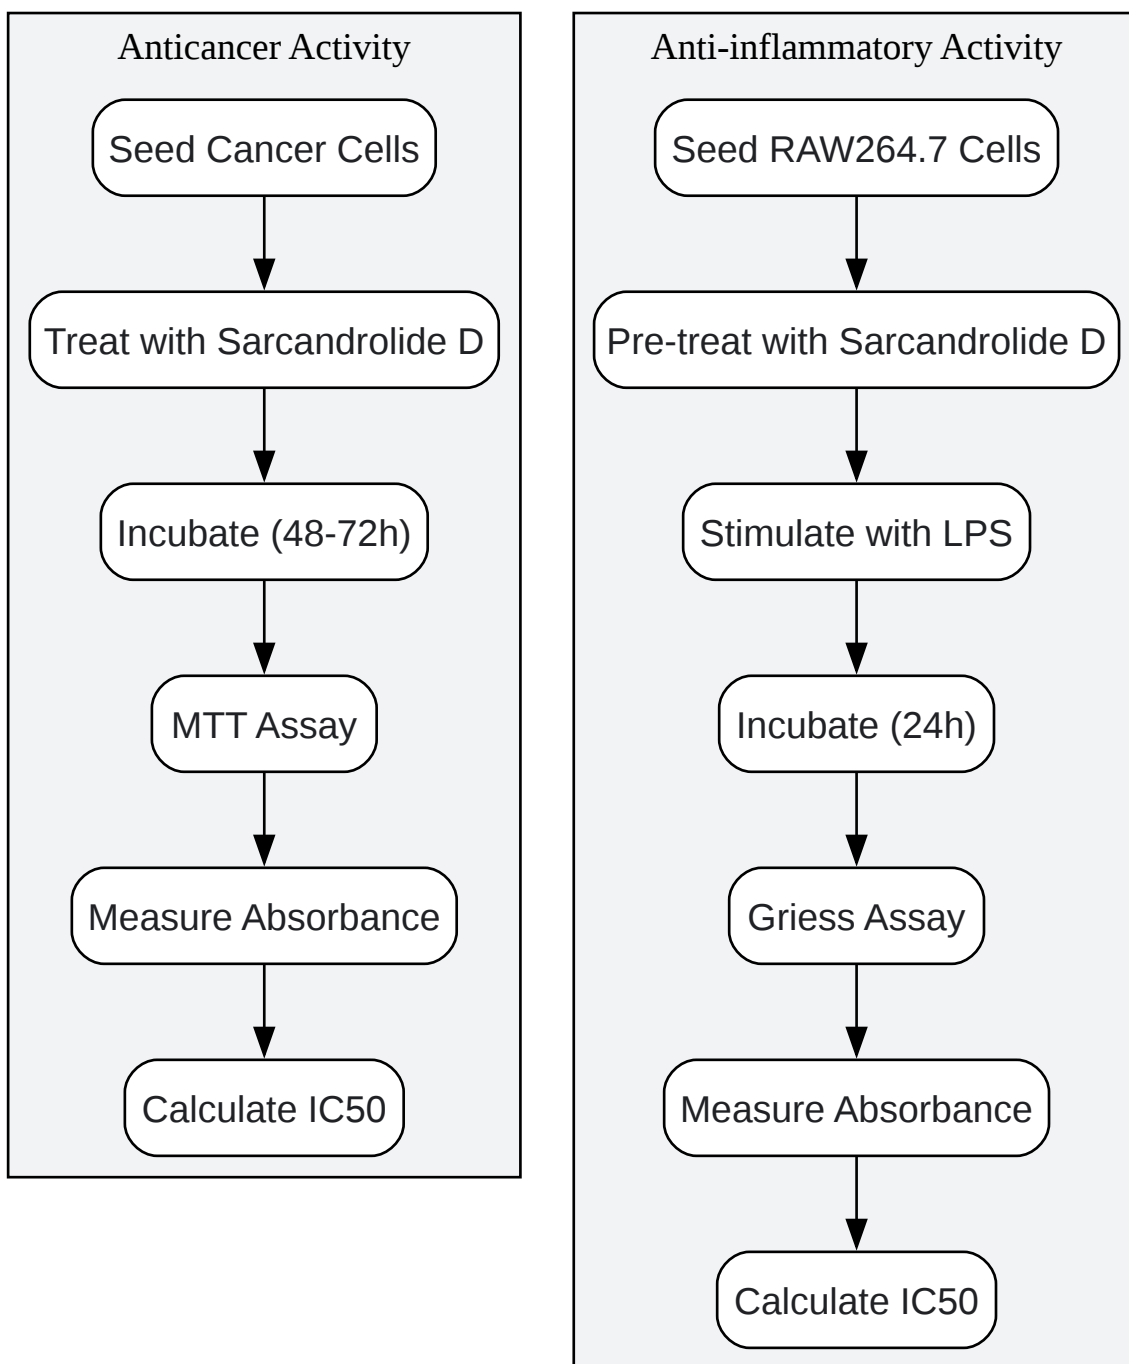 Anticancer Activity
Seed Cancer Cells
Treat with Sarcandrolide D
Incubate (48-72h)
MTT Assay
Measure Absorbance
Calculate IC50
Anti-inflammatory Activity
Seed RAW264.7 Cells
Pre-treat with Sarcandrolide D
Stimulate with LPS
Incubate (24h)
Griess Assay
Measure Absorbance
Calculate IC50